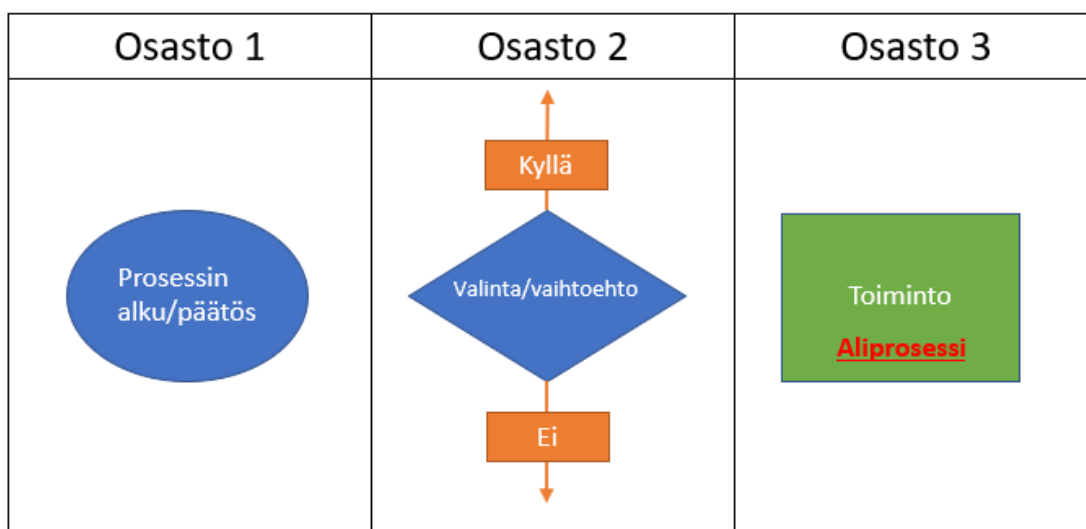 Osasto 1
Osasto 2
Osasto 3
Prosessin
alku/päätös
Kyllä
Valinta/vaihtoehto
Ei
Toiminto
Aliprosessi